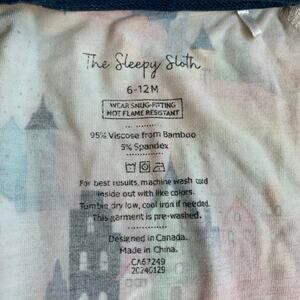 The Sleepy Sloth
6-12M
WEAR SNUG-FITTING
NOT FLAME RESISTANT
95% Viscose from Bamboo
5% Spandex
For best results, machine wash cold
inside out with like colors.
Tumble dry low, cool iron if needed.
This garment is pre-washed.
Designed in Canada.
Made in China.
CA67249
20240129